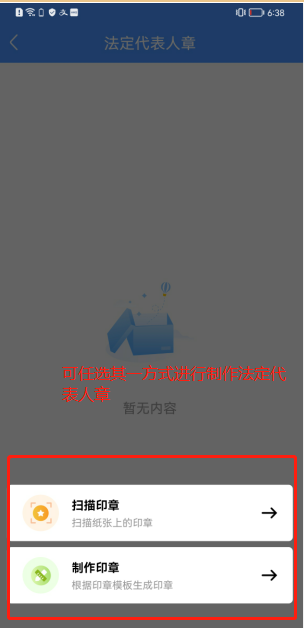 6:38
法定代表人章
可任选其一方式进行制作法定代
表人章
暂无内容
扫描印章
扫描纸张上的印章
制作印章
根据印章模板生成印章